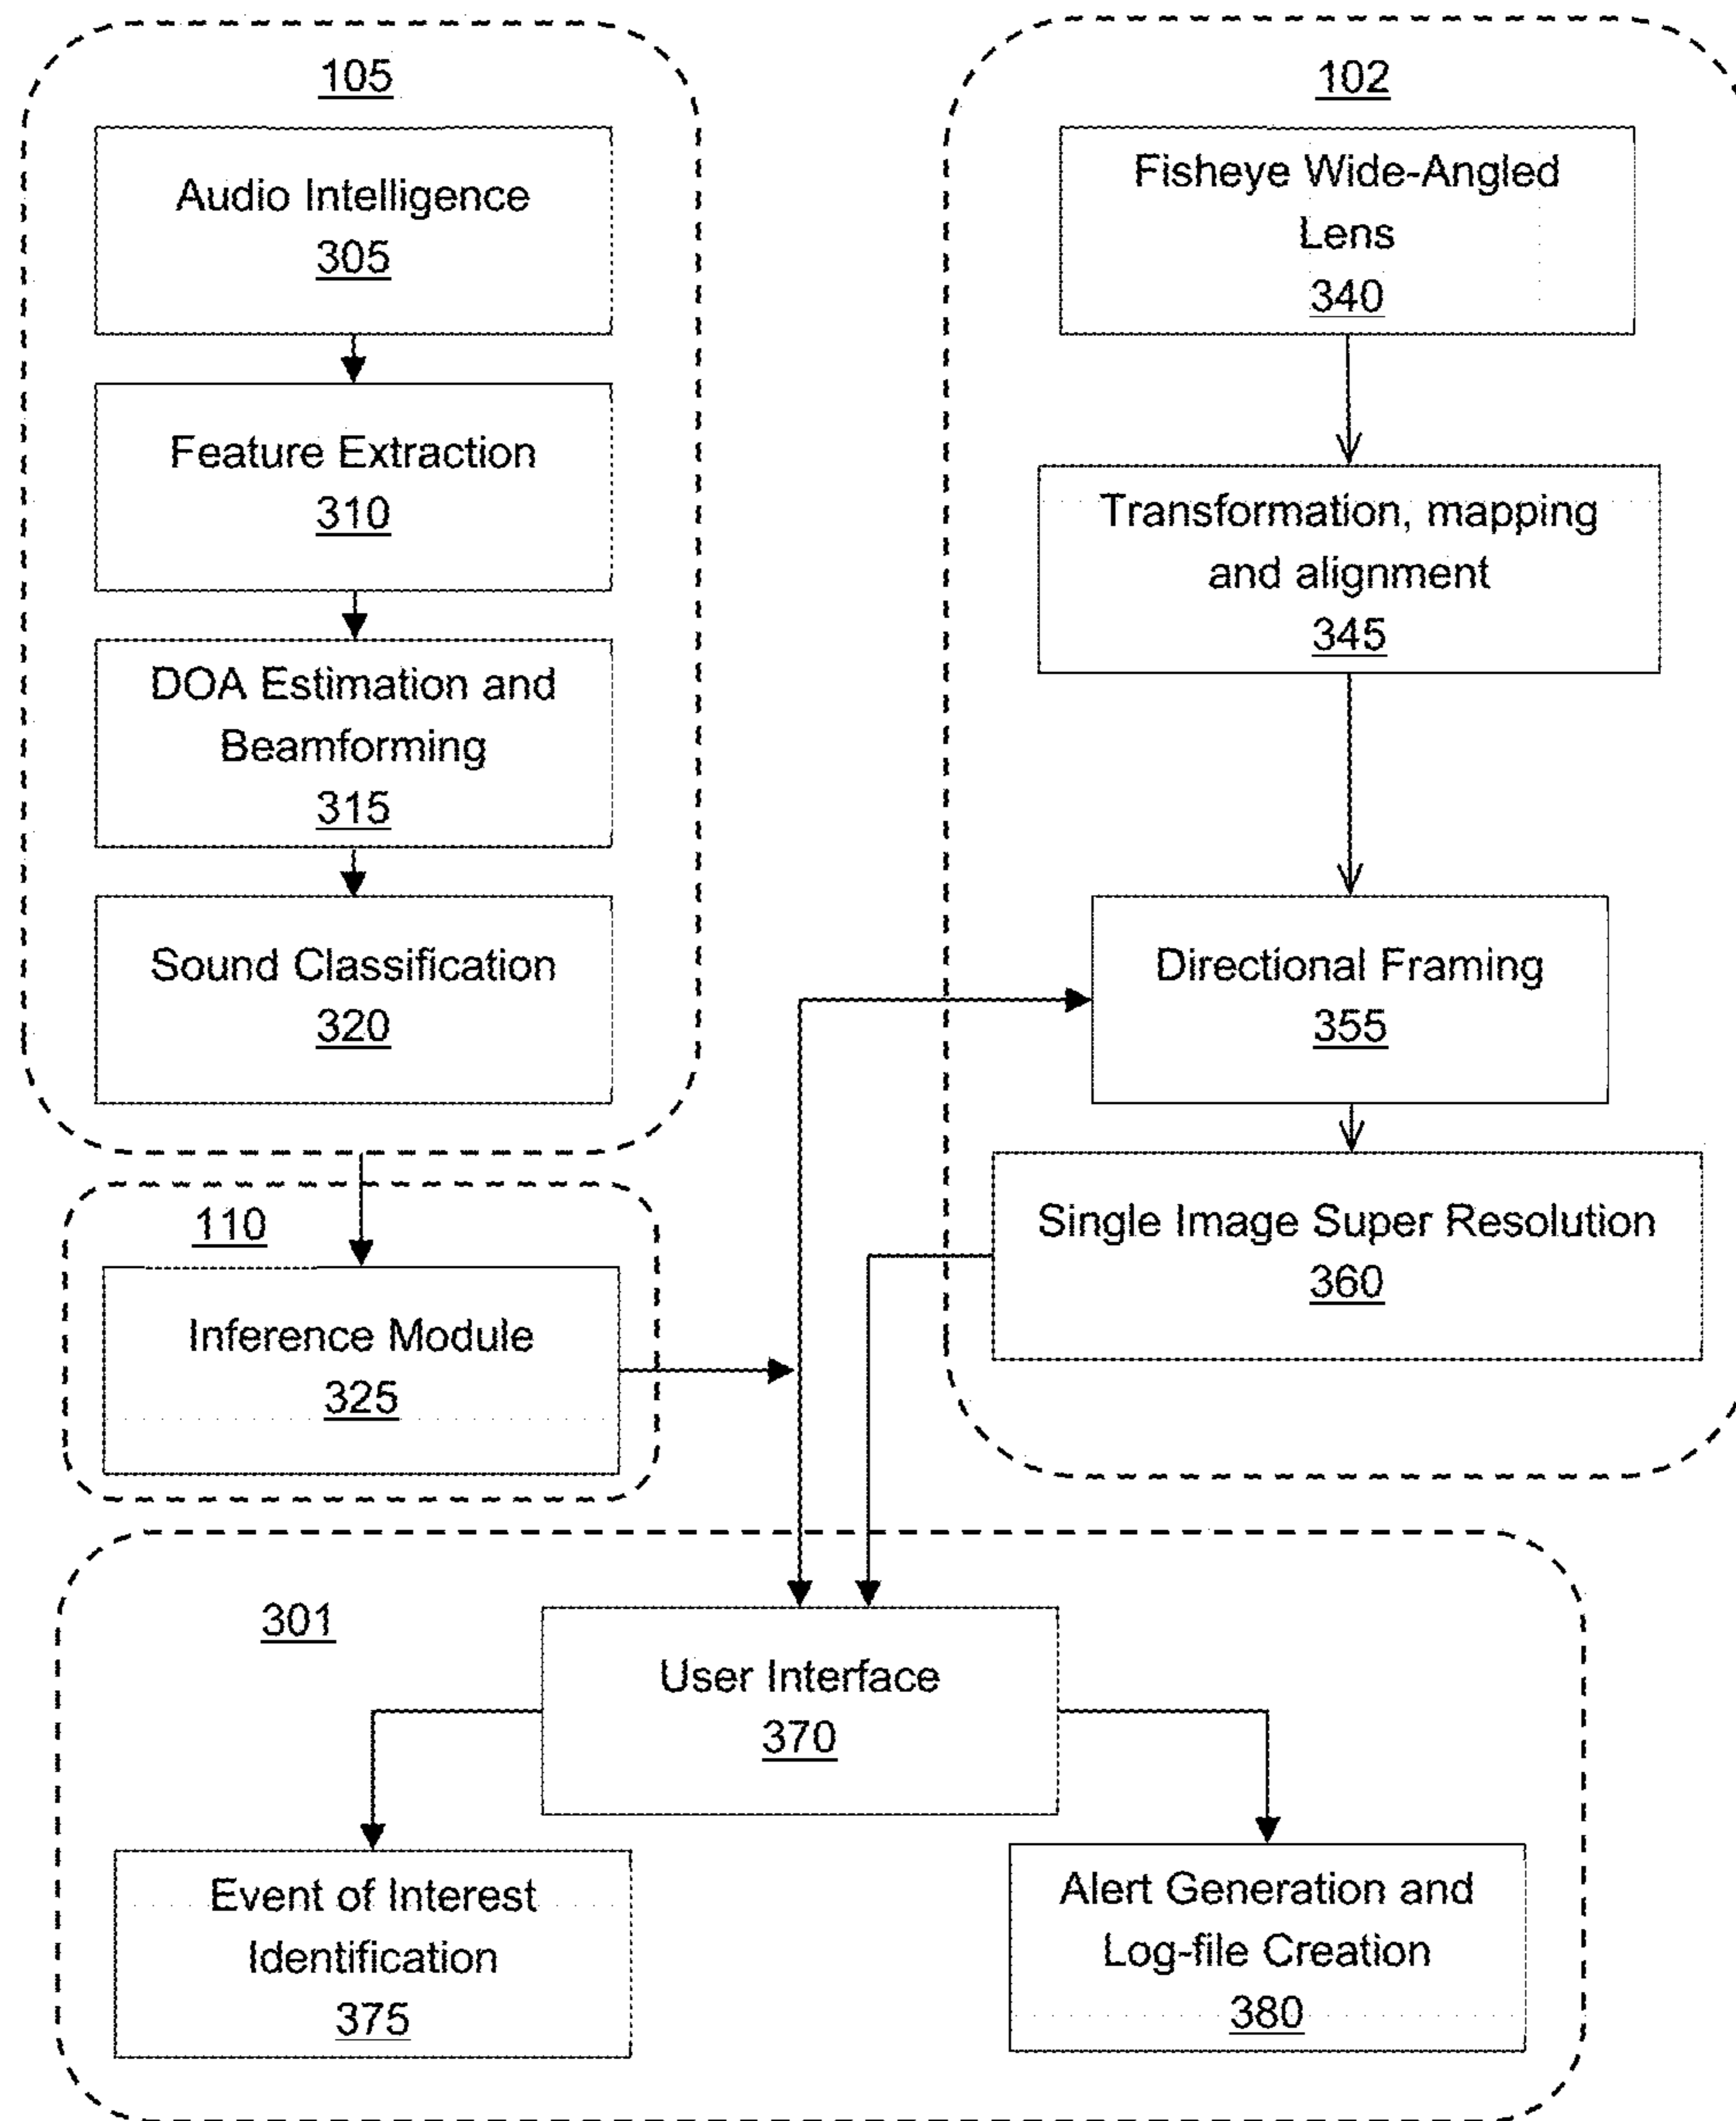 105
Audio Intelligence
305
Feature Extraction
310
DOA Estimation and
Beamforming
315
Sound Classification
320
110
Inference Module
325
102
Fisheye Wide-Angled
Lens
340
Transformation, mapping
and alignment
345
Directional Framing
355
Single Image Super Resolution
360
301
User Interface
370
Event of Interest
Identification
375
Alert Generation and
Log-file Creation
380